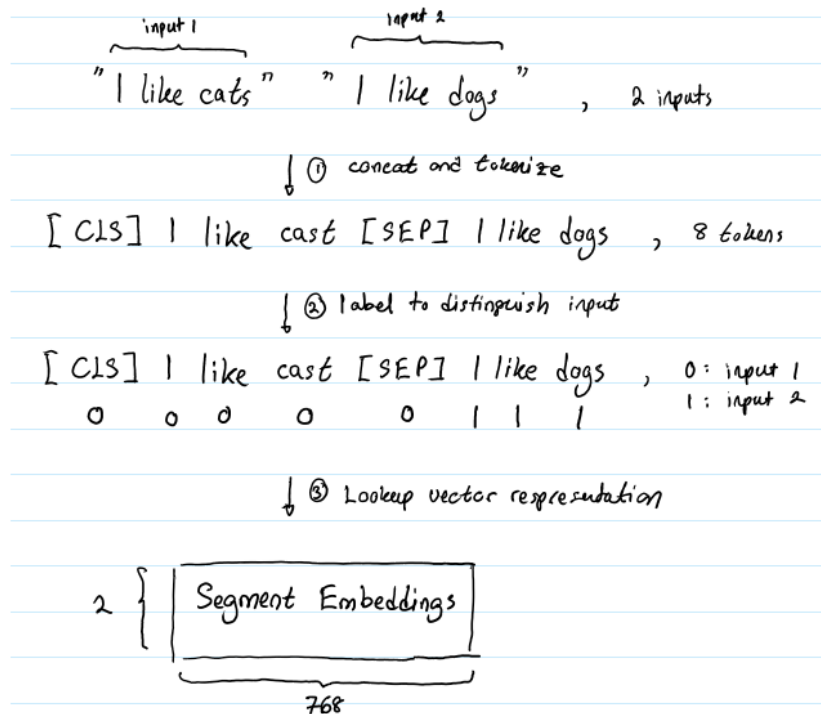 input 1 input 2
" I like cats " " I like dogs " , 2 inputs
① concat and tokenize
[ CLS] I like cast [SEP] I like dogs , 8 tokens
② label to distinguish input
[ CLS] I like cast [SEP] I like dogs , 0 : input 1
0 0 0 0 0 1 1 1 1 : input 2
③ Lookup vector respresentation
2 { Segment Embeddings
768